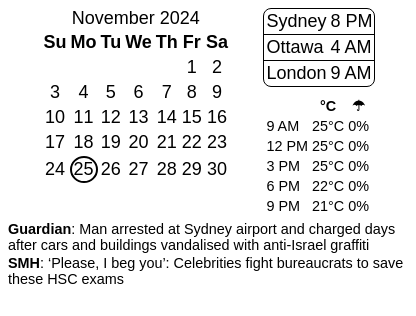 November 2024
Su Mo Tu We Th Fr Sa
1 2
3 4 5 6 7 8 9
10 11 12 13 14 15 16
17 18 19 20 21 22 23
24 25 26 27 28 29 30
Sydney 8 PM
Ottawa 4 AM
London 9 AM
°C ☂
9 AM 25°C 0%
12 PM 25°C 0%
3 PM 25°C 0%
6 PM 22°C 0%
9 PM 21°C 0%
Guardian: Man arrested at Sydney airport and charged days
after cars and buildings vandalised with anti-Israel graffiti
SMH: ‘Please, I beg you’: Celebrities fight bureaucrats to save
these HSC exams